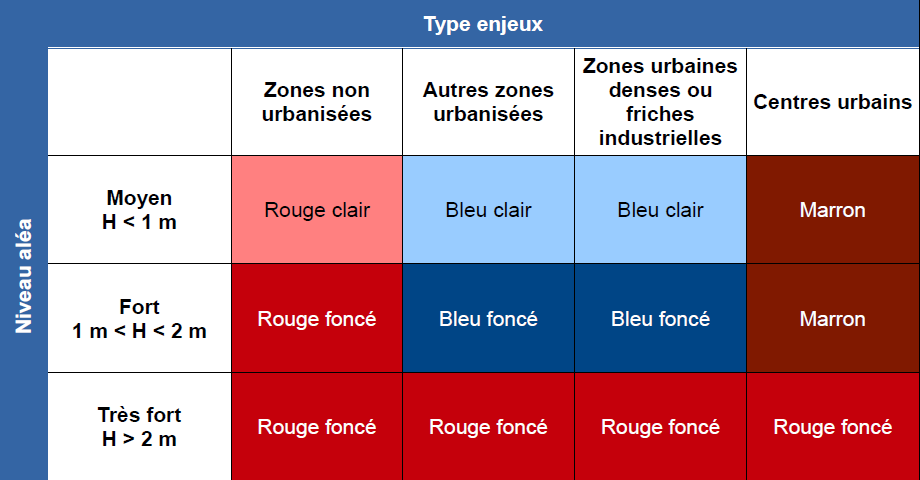 Type enjeux
Zones non
urbanisées
Autres zones
urbanisées
Zones urbaines
denses ou
friches
industrielles
Centres urbains
Niveau aléa
Moyen
H < 1 m
Rouge clair
Bleu clair
Bleu clair
Marron
Fort
1 m < H < 2 m
Rouge foncé
Bleu foncé
Bleu foncé
Marron
Très fort
H > 2 m
Rouge foncé
Rouge foncé
Rouge foncé
Rouge foncé